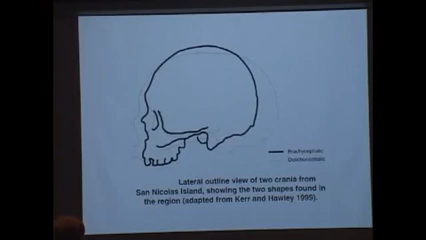 Brachycephalic
Dolichocephalic
Lateral outline view of two crania from
San Nicolas Island, showing the two shapes found in
the region (adapted from Kerr and Hawley 1999).